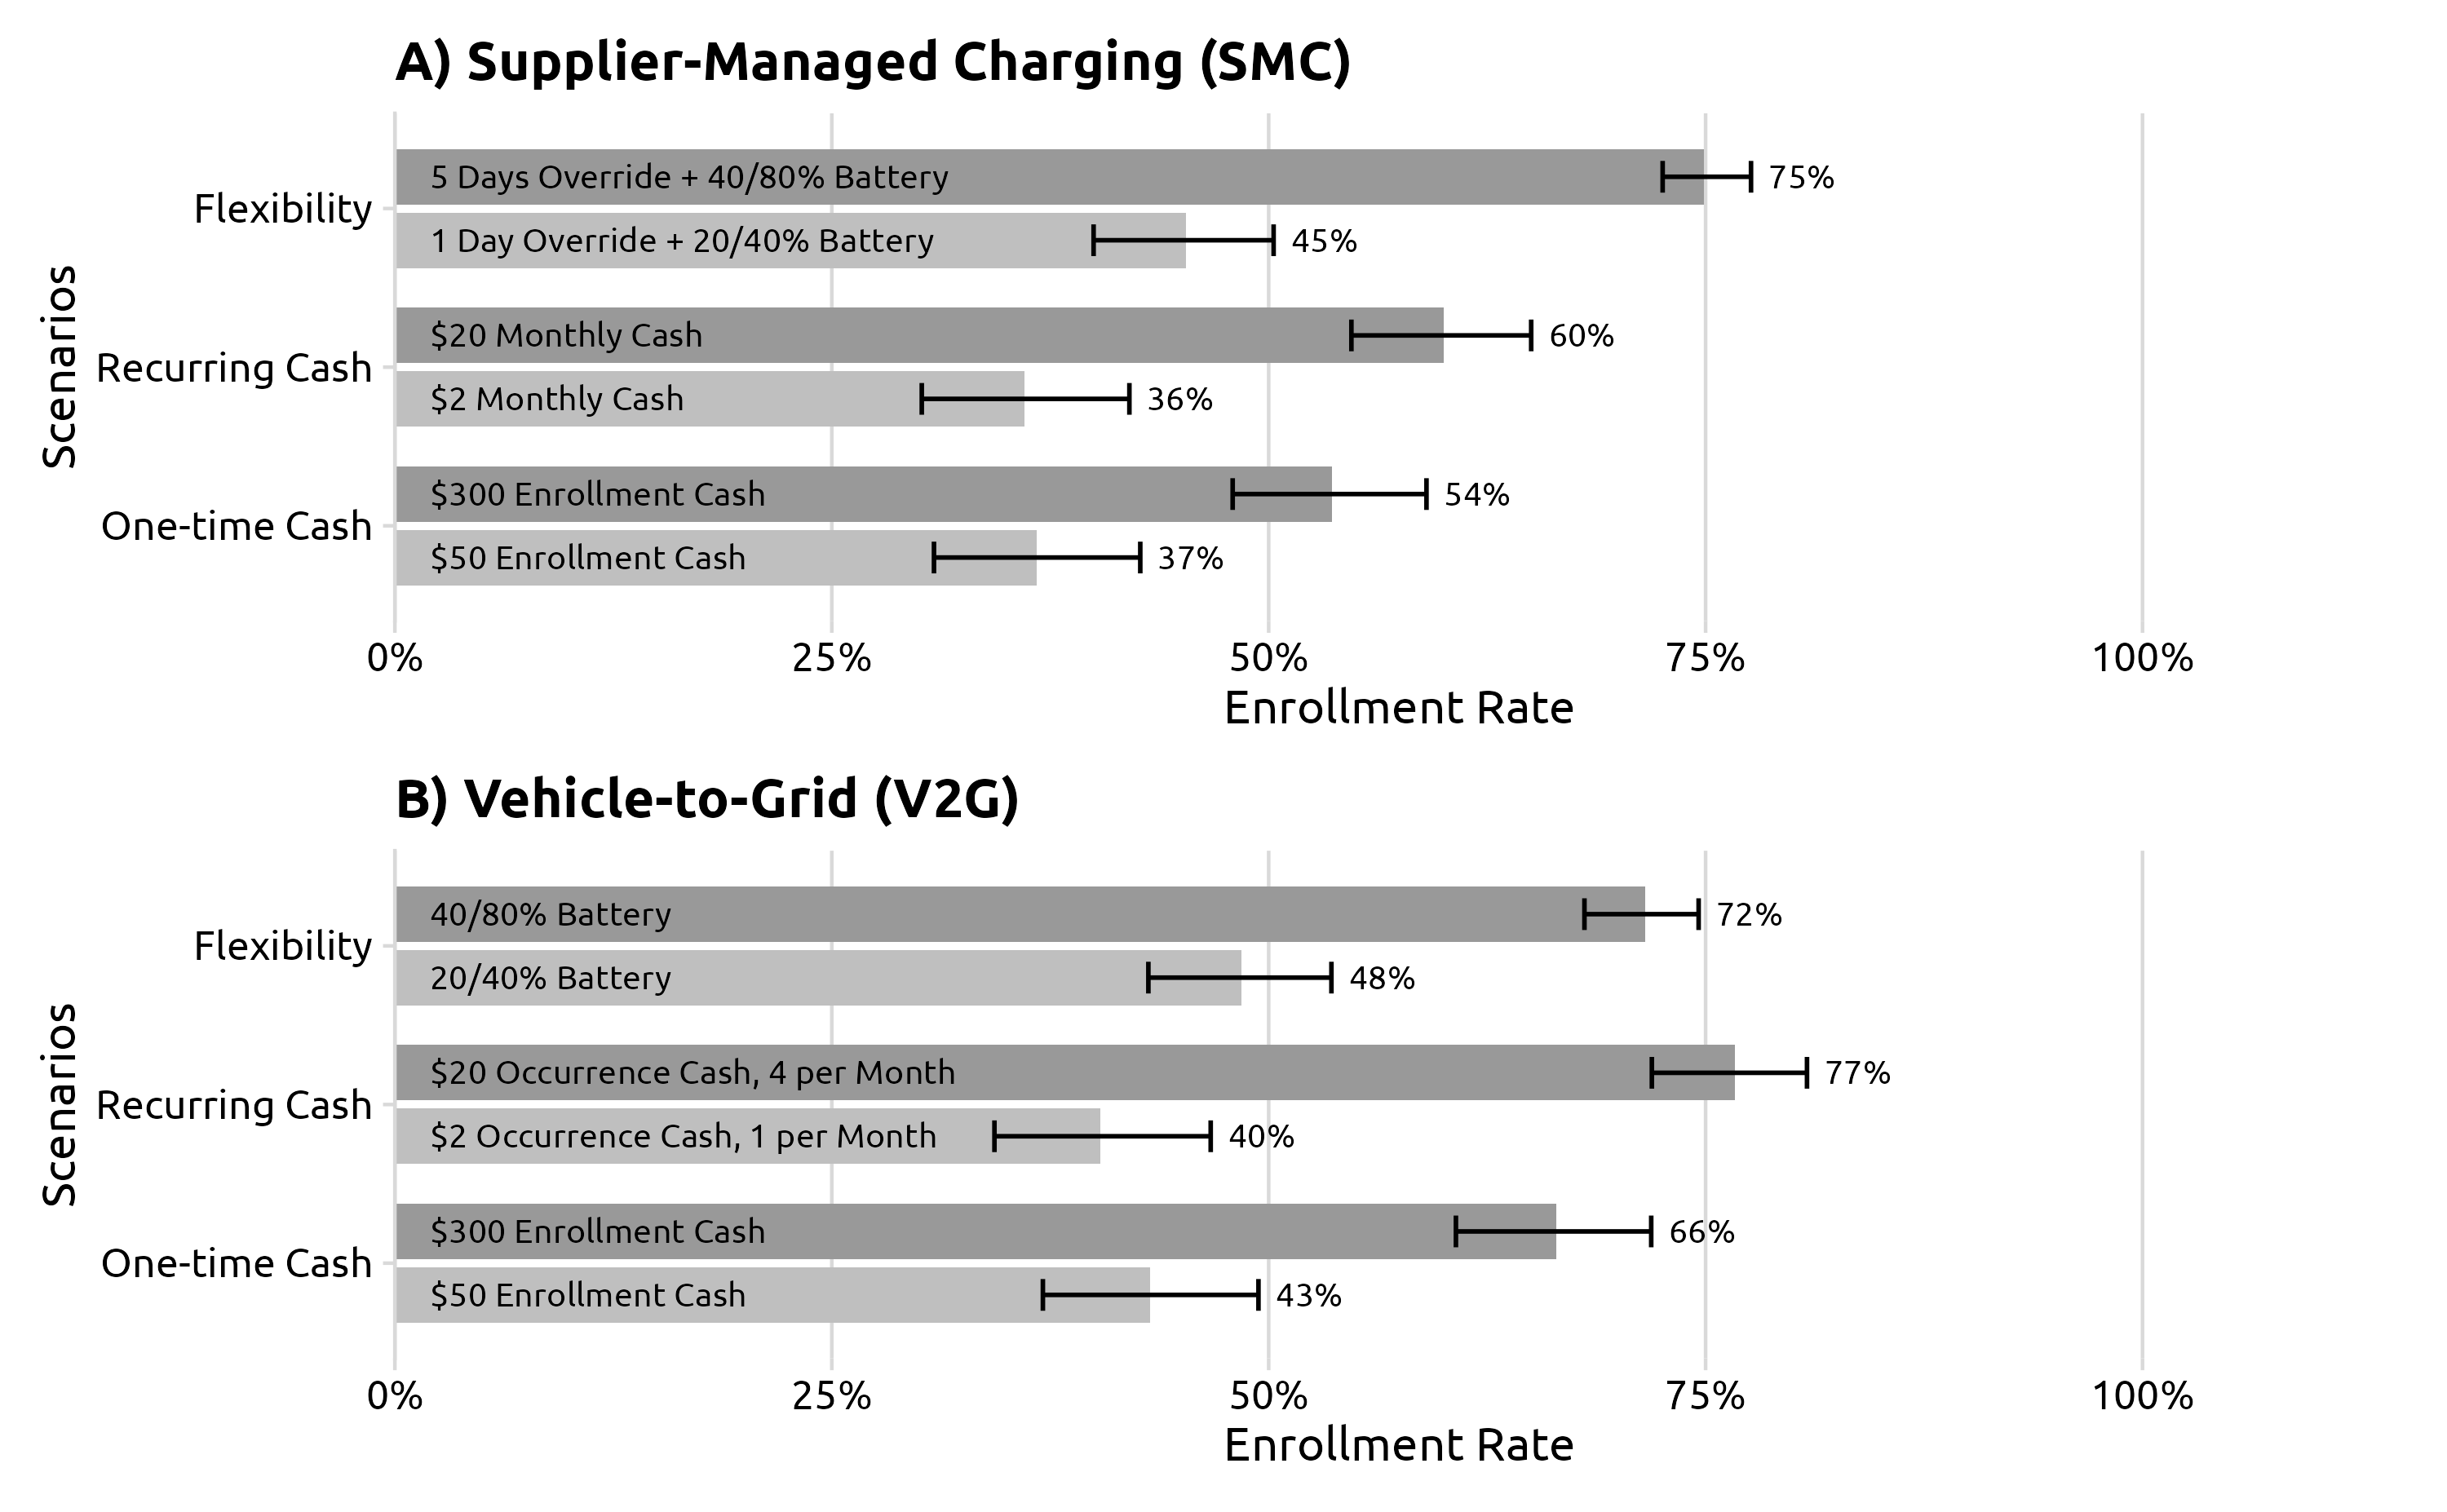 A) Supplier-Managed Charging (SMC)
Scenarios
Flexibility
5 Days Override + 40/80% Battery
75%
1 Day Override + 20/40% Battery
45%
Recurring Cash
$20 Monthly Cash
60%
$2 Monthly Cash
36%
One-time Cash
$300 Enrollment Cash
54%
$50 Enrollment Cash
37%
0% 25% 50% 75% 100%
Enrollment Rate
B) Vehicle-to-Grid (V2G)
Scenarios
Flexibility
40/80% Battery
72%
20/40% Battery
48%
Recurring Cash
$20 Occurrence Cash, 4 per Month
77%
$2 Occurrence Cash, 1 per Month
40%
One-time Cash
$300 Enrollment Cash
66%
$50 Enrollment Cash
43%
0% 25% 50% 75% 100%
Enrollment Rate